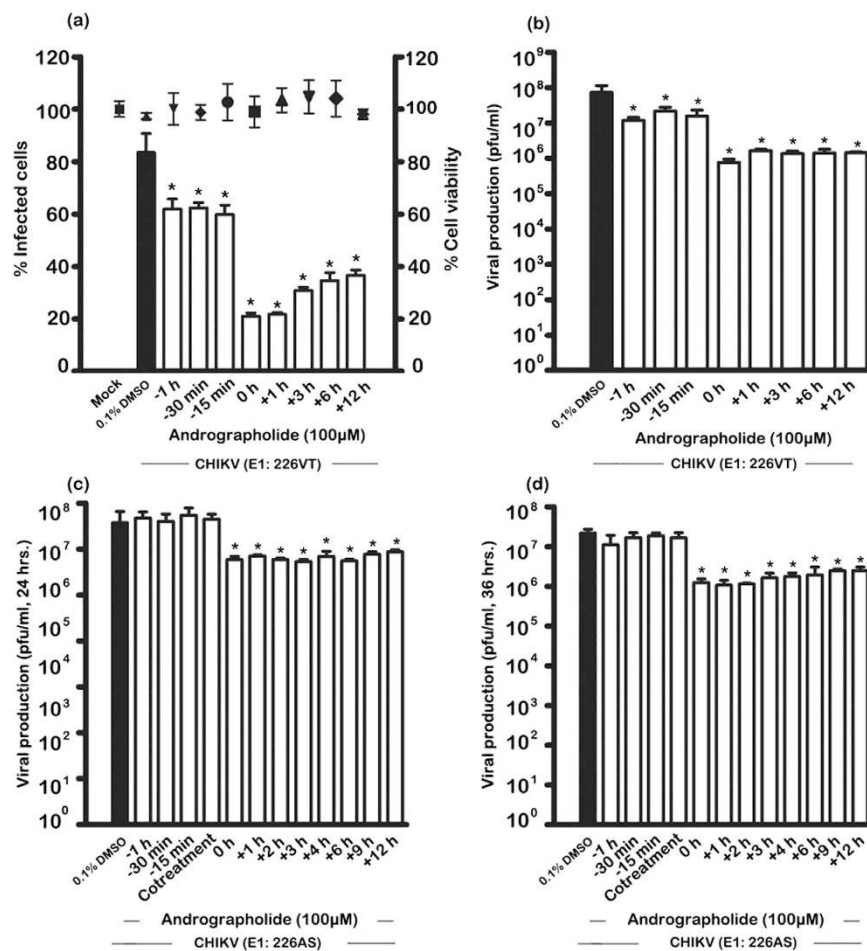 (a)
120
100
80
60
40
20
0
% Infected cells
120
100
80
60
40
20
0
% Cell viability
* * * * * * * *
Mock
0.1% DMSO
-1 h
-30 min
-15 min
0 h
+1 h
+3 h
+6 h
+12 h
Andrographolide (100µM)
CHIKV (E1: 226VT)
(b)
10⁹
10⁸
10⁷
10⁶
10⁵
10⁴
10³
10²
10¹
10⁰
Viral production (pfu/ml)
* * * * * * * *
0.1% DMSO
-1 h
-30 min
-15 min
0 h
+1 h
+3 h
+6 h
+12 h
Andrographolide (100µM)
CHIKV (E1: 226VT)
(c)
10⁸
10⁷
10⁶
10⁵
10⁴
10³
10²
10¹
10⁰
Viral production (pfu/ml, 24 hrs.)
* * * * * * * *
0.1% DMSO
-1 h
-30 min
-15 min
Cotreatment
0 h
+1 h
+2 h
+3 h
+4 h
+6 h
+9 h
+12 h
Andrographolide (100µM)
CHIKV (E1: 226AS)
(d)
10⁸
10⁷
10⁶
10⁵
10⁴
10³
10²
10¹
10⁰
Viral production (pfu/ml, 36 hrs.)
* * * * * * * *
0.1% DMSO
-1 h
-30 min
-15 min
Cotreatment
0 h
+1 h
+2 h
+3 h
+4 h
+6 h
+9 h
+12 h
Andrographolide (100µM)
CHIKV (E1: 226AS)